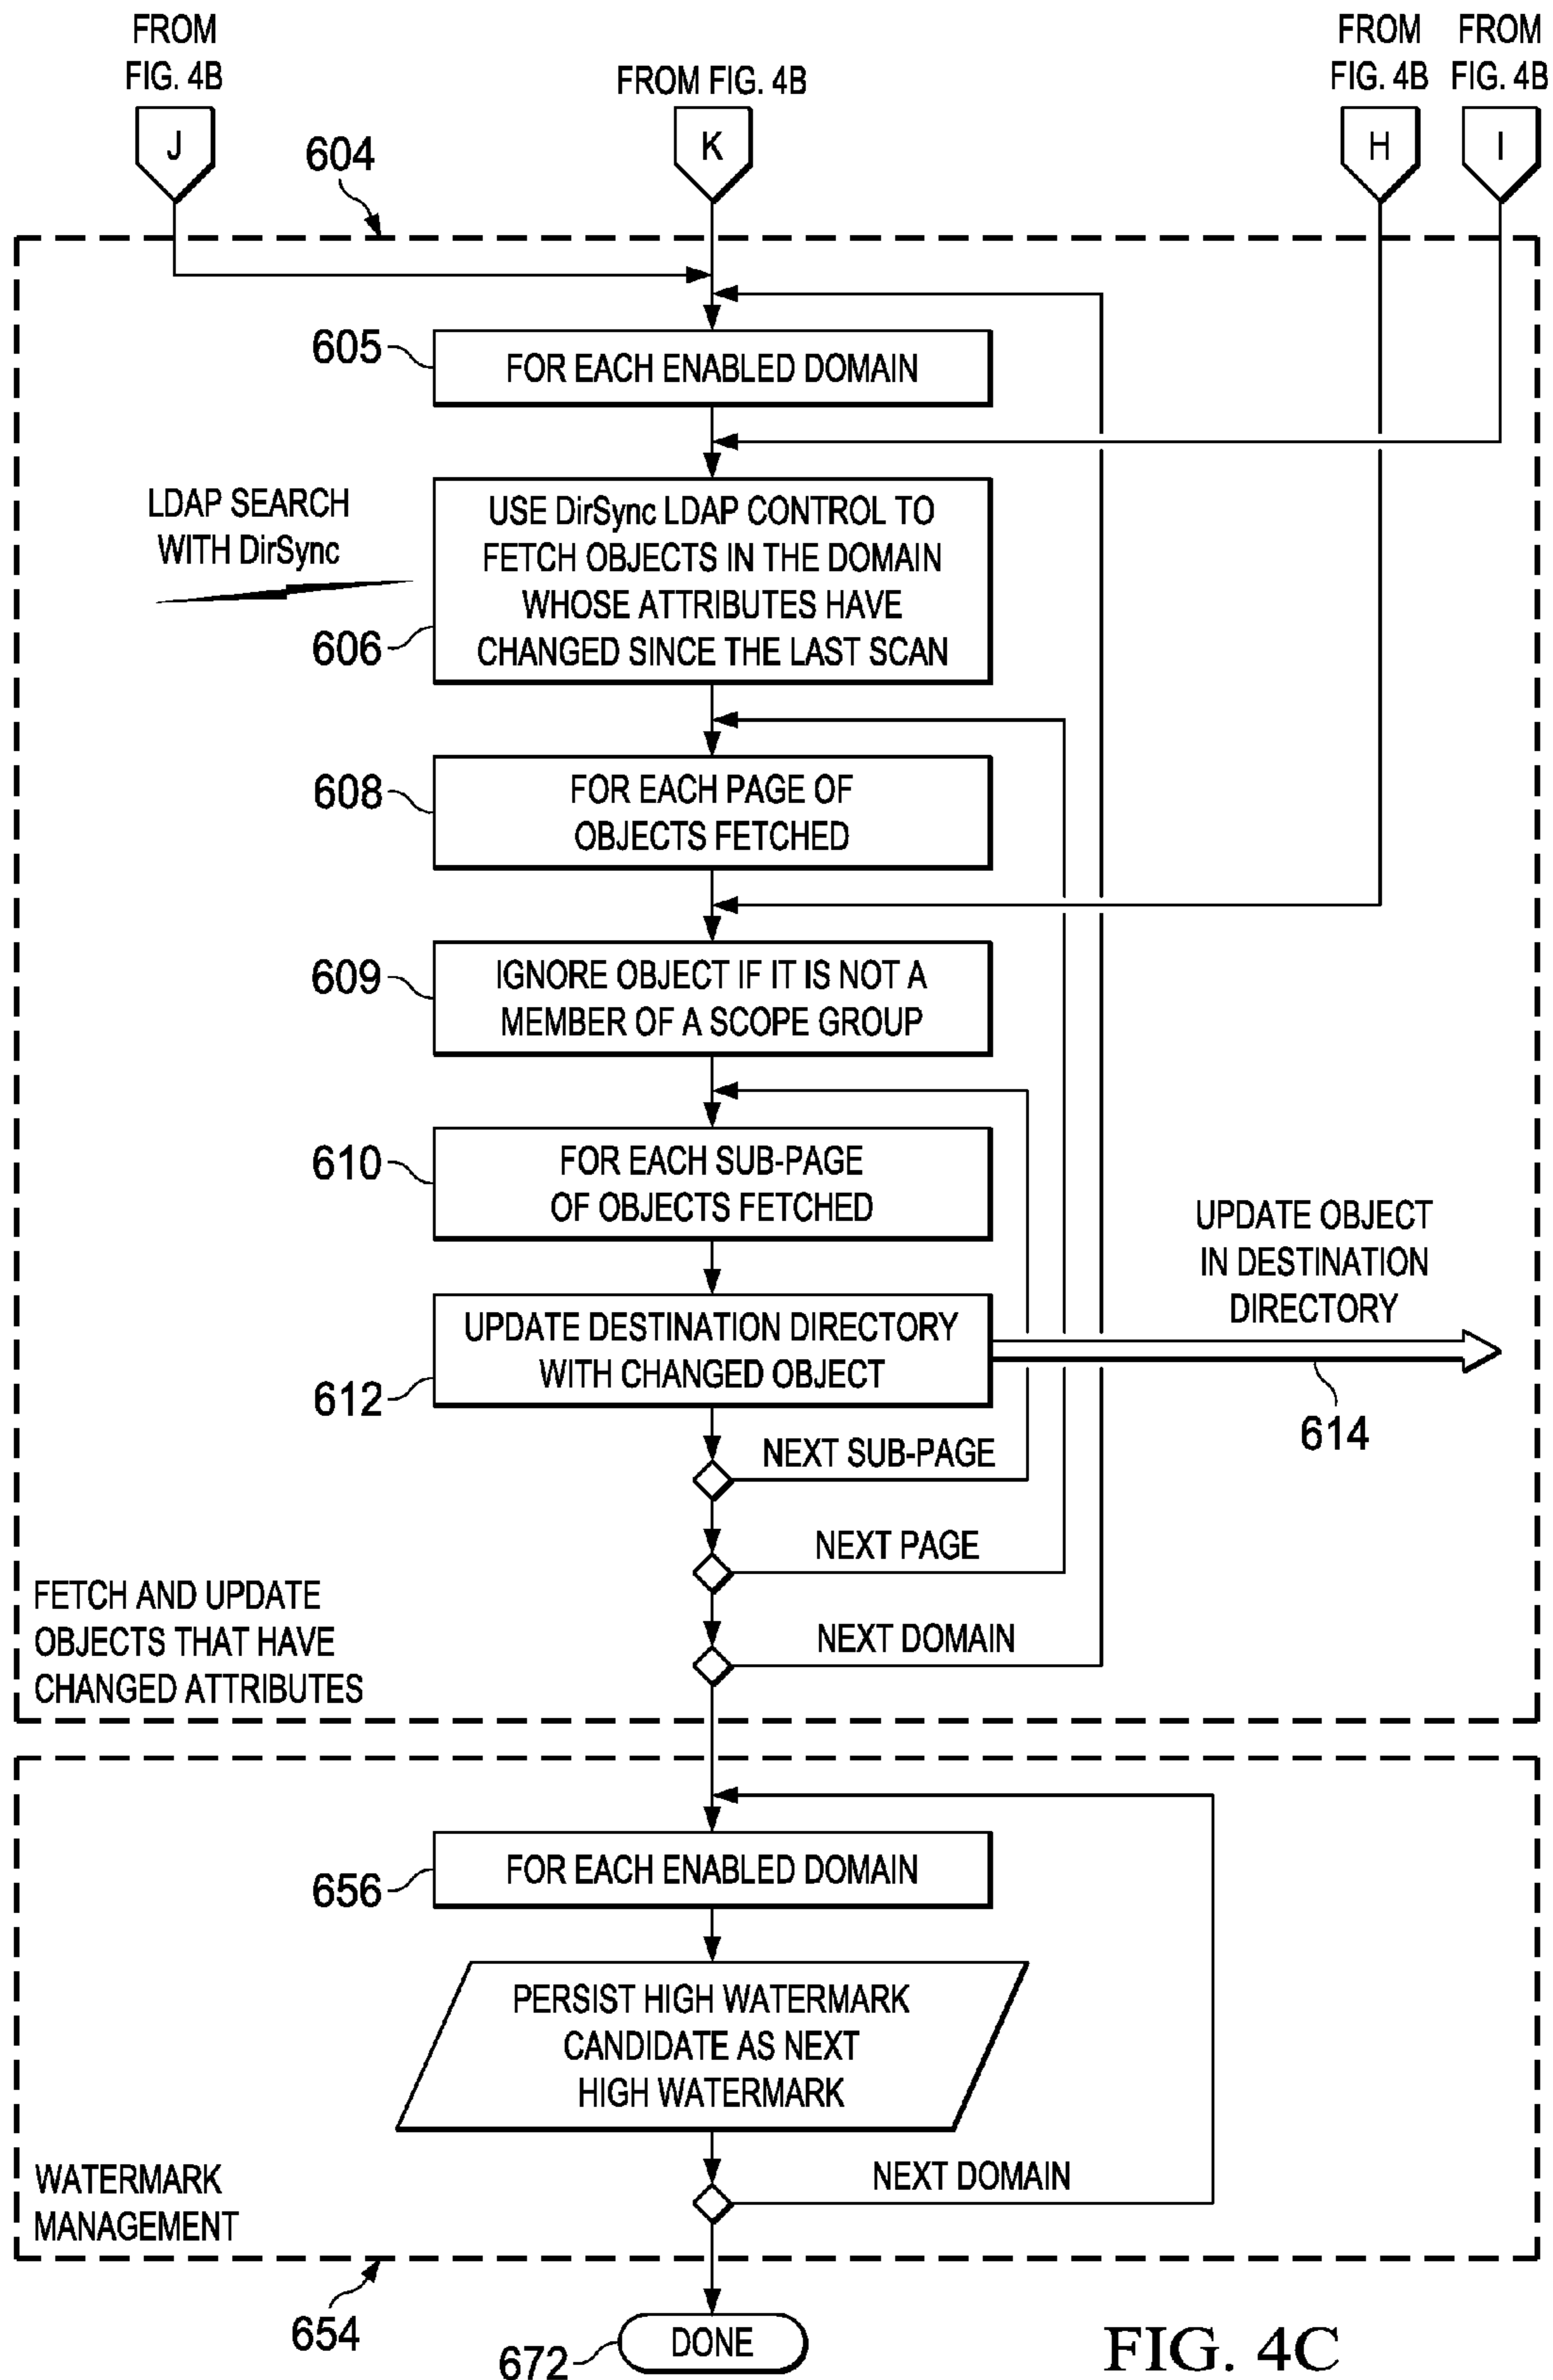 FROM
FIG. 4B
J
FROM FIG. 4B
K
FROM
FIG. 4B
H
FROM
FIG. 4B
I
604
605
FOR EACH ENABLED DOMAIN
LDAP SEARCH
WITH DirSync
USE DirSync LDAP CONTROL TO
FETCH OBJECTS IN THE DOMAIN
WHOSE ATTRIBUTES HAVE
CHANGED SINCE THE LAST SCAN
606
608
FOR EACH PAGE OF
OBJECTS FETCHED
609
IGNORE OBJECT IF IT IS NOT A
MEMBER OF A SCOPE GROUP
610
FOR EACH SUB-PAGE
OF OBJECTS FETCHED
UPDATE OBJECT
IN DESTINATION
DIRECTORY
UPDATE DESTINATION DIRECTORY
WITH CHANGED OBJECT
612
614
NEXT SUB-PAGE
NEXT PAGE
NEXT DOMAIN
FETCH AND UPDATE
OBJECTS THAT HAVE
CHANGED ATTRIBUTES
656
FOR EACH ENABLED DOMAIN
PERSIST HIGH WATERMARK
CANDIDATE AS NEXT
HIGH WATERMARK
NEXT DOMAIN
WATERMARK
MANAGEMENT
654
672
DONE
FIG. 4C